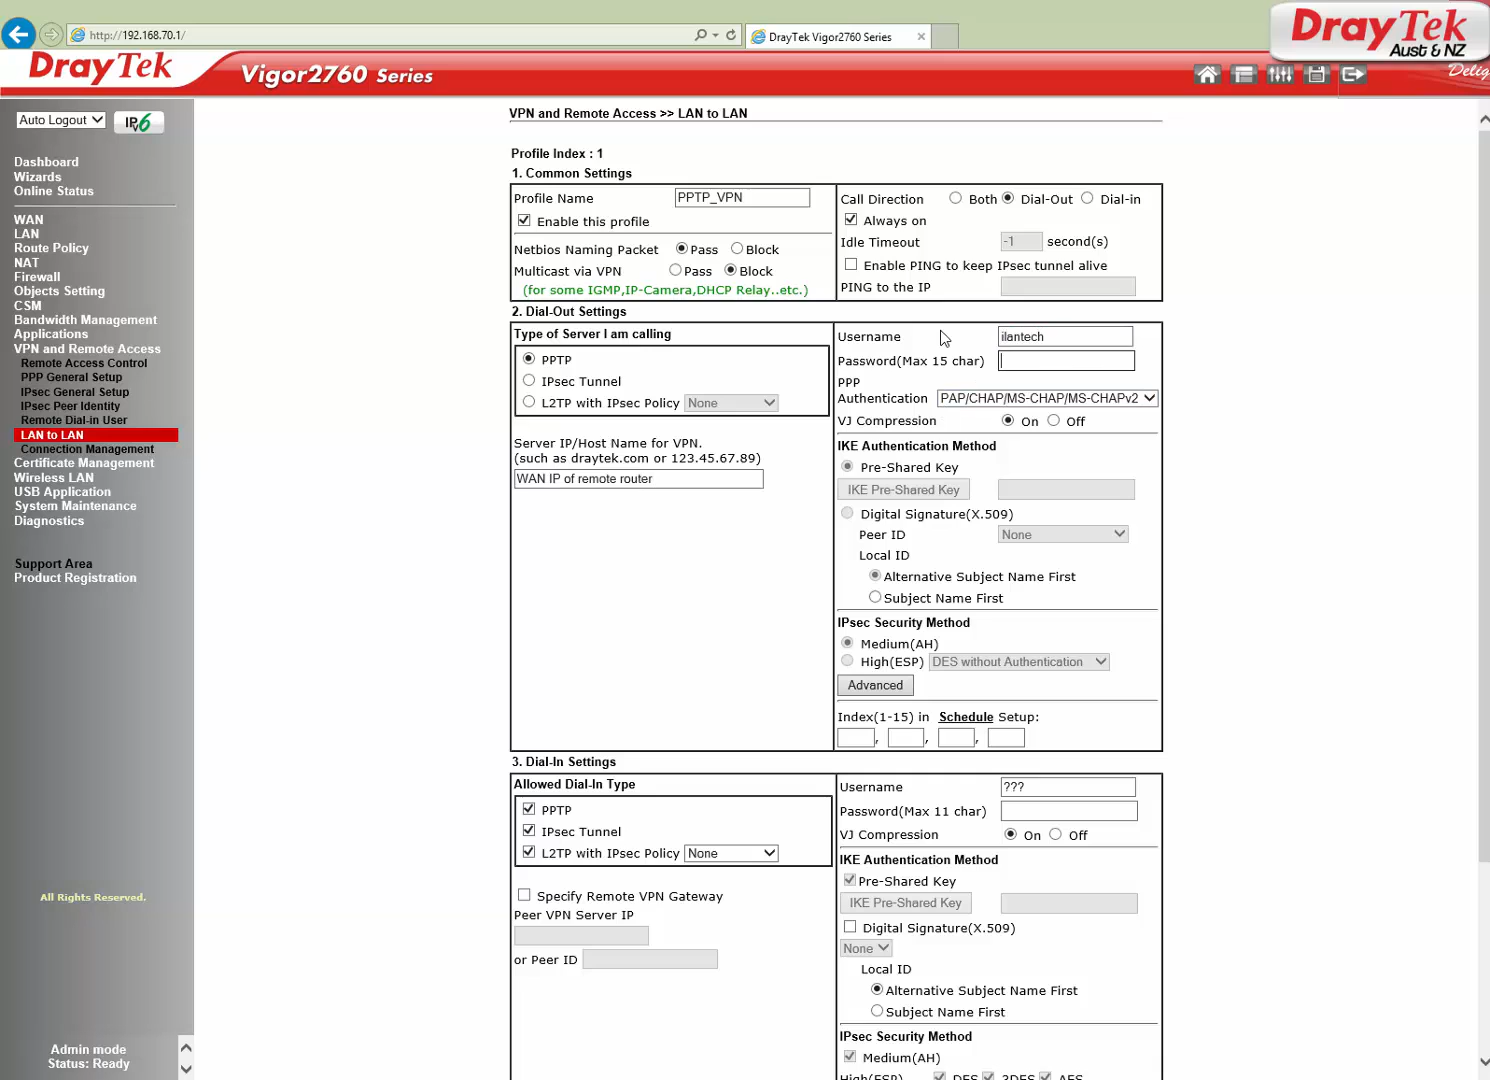 http://192.168.70.1/
DrayTek Vigor2760 Series
DrayTek
Aust & NZ
DrayTek
Vigor2760 Series
Auto Logout
IPv6
Dashboard
Wizards
Online Status
WAN
LAN
Route Policy
NAT
Firewall
Objects Setting
CSM
Bandwidth Management
Applications
VPN and Remote Access
Remote Access Control
PPP General Setup
IPsec General Setup
IPsec Peer Identity
Remote Dial-in User
LAN to LAN
Connection Management
Certificate Management
Wireless LAN
USB Application
System Maintenance
Diagnostics
Support Area
Product Registration
All Rights Reserved.
Admin mode
Status: Ready
VPN and Remote Access >> LAN to LAN
Profile Index : 1
1. Common Settings
Profile Name PPTP_VPN
Enable this profile
Netbios Naming Packet Pass Block
Multicast via VPN Pass Block
(for some IGMP,IP-Camera,DHCP Relay..etc.)
Call Direction Both Dial-Out Dial-in
Always on
Idle Timeout -1 second(s)
Enable PING to keep IPsec tunnel alive
PING to the IP
2. Dial-Out Settings
Type of Server I am calling
PPTP
IPsec Tunnel
L2TP with IPsec Policy None
Server IP/Host Name for VPN.
(such as draytek.com or 123.45.67.89)
WAN IP of remote router
Username ilantech
Password(Max 15 char)
PPP
Authentication PAP/CHAP/MS-CHAP/MS-CHAPv2
VJ Compression On Off
IKE Authentication Method
Pre-Shared Key
IKE Pre-Shared Key
Digital Signature(X.509)
Peer ID None
Local ID
Alternative Subject Name First
Subject Name First
IPsec Security Method
Medium(AH)
High(ESP) DES without Authentication
Advanced
Index(1-15) in Schedule Setup:
, , ,
3. Dial-In Settings
Allowed Dial-In Type
PPTP
IPsec Tunnel
L2TP with IPsec Policy None
Specify Remote VPN Gateway
Peer VPN Server IP
or Peer ID
Username ???
Password(Max 11 char)
VJ Compression On Off
IKE Authentication Method
Pre-Shared Key
IKE Pre-Shared Key
Digital Signature(X.509)
None
Local ID
Alternative Subject Name First
Subject Name First
IPsec Security Method
Medium(AH)
High(ESP) DES 3DES AES